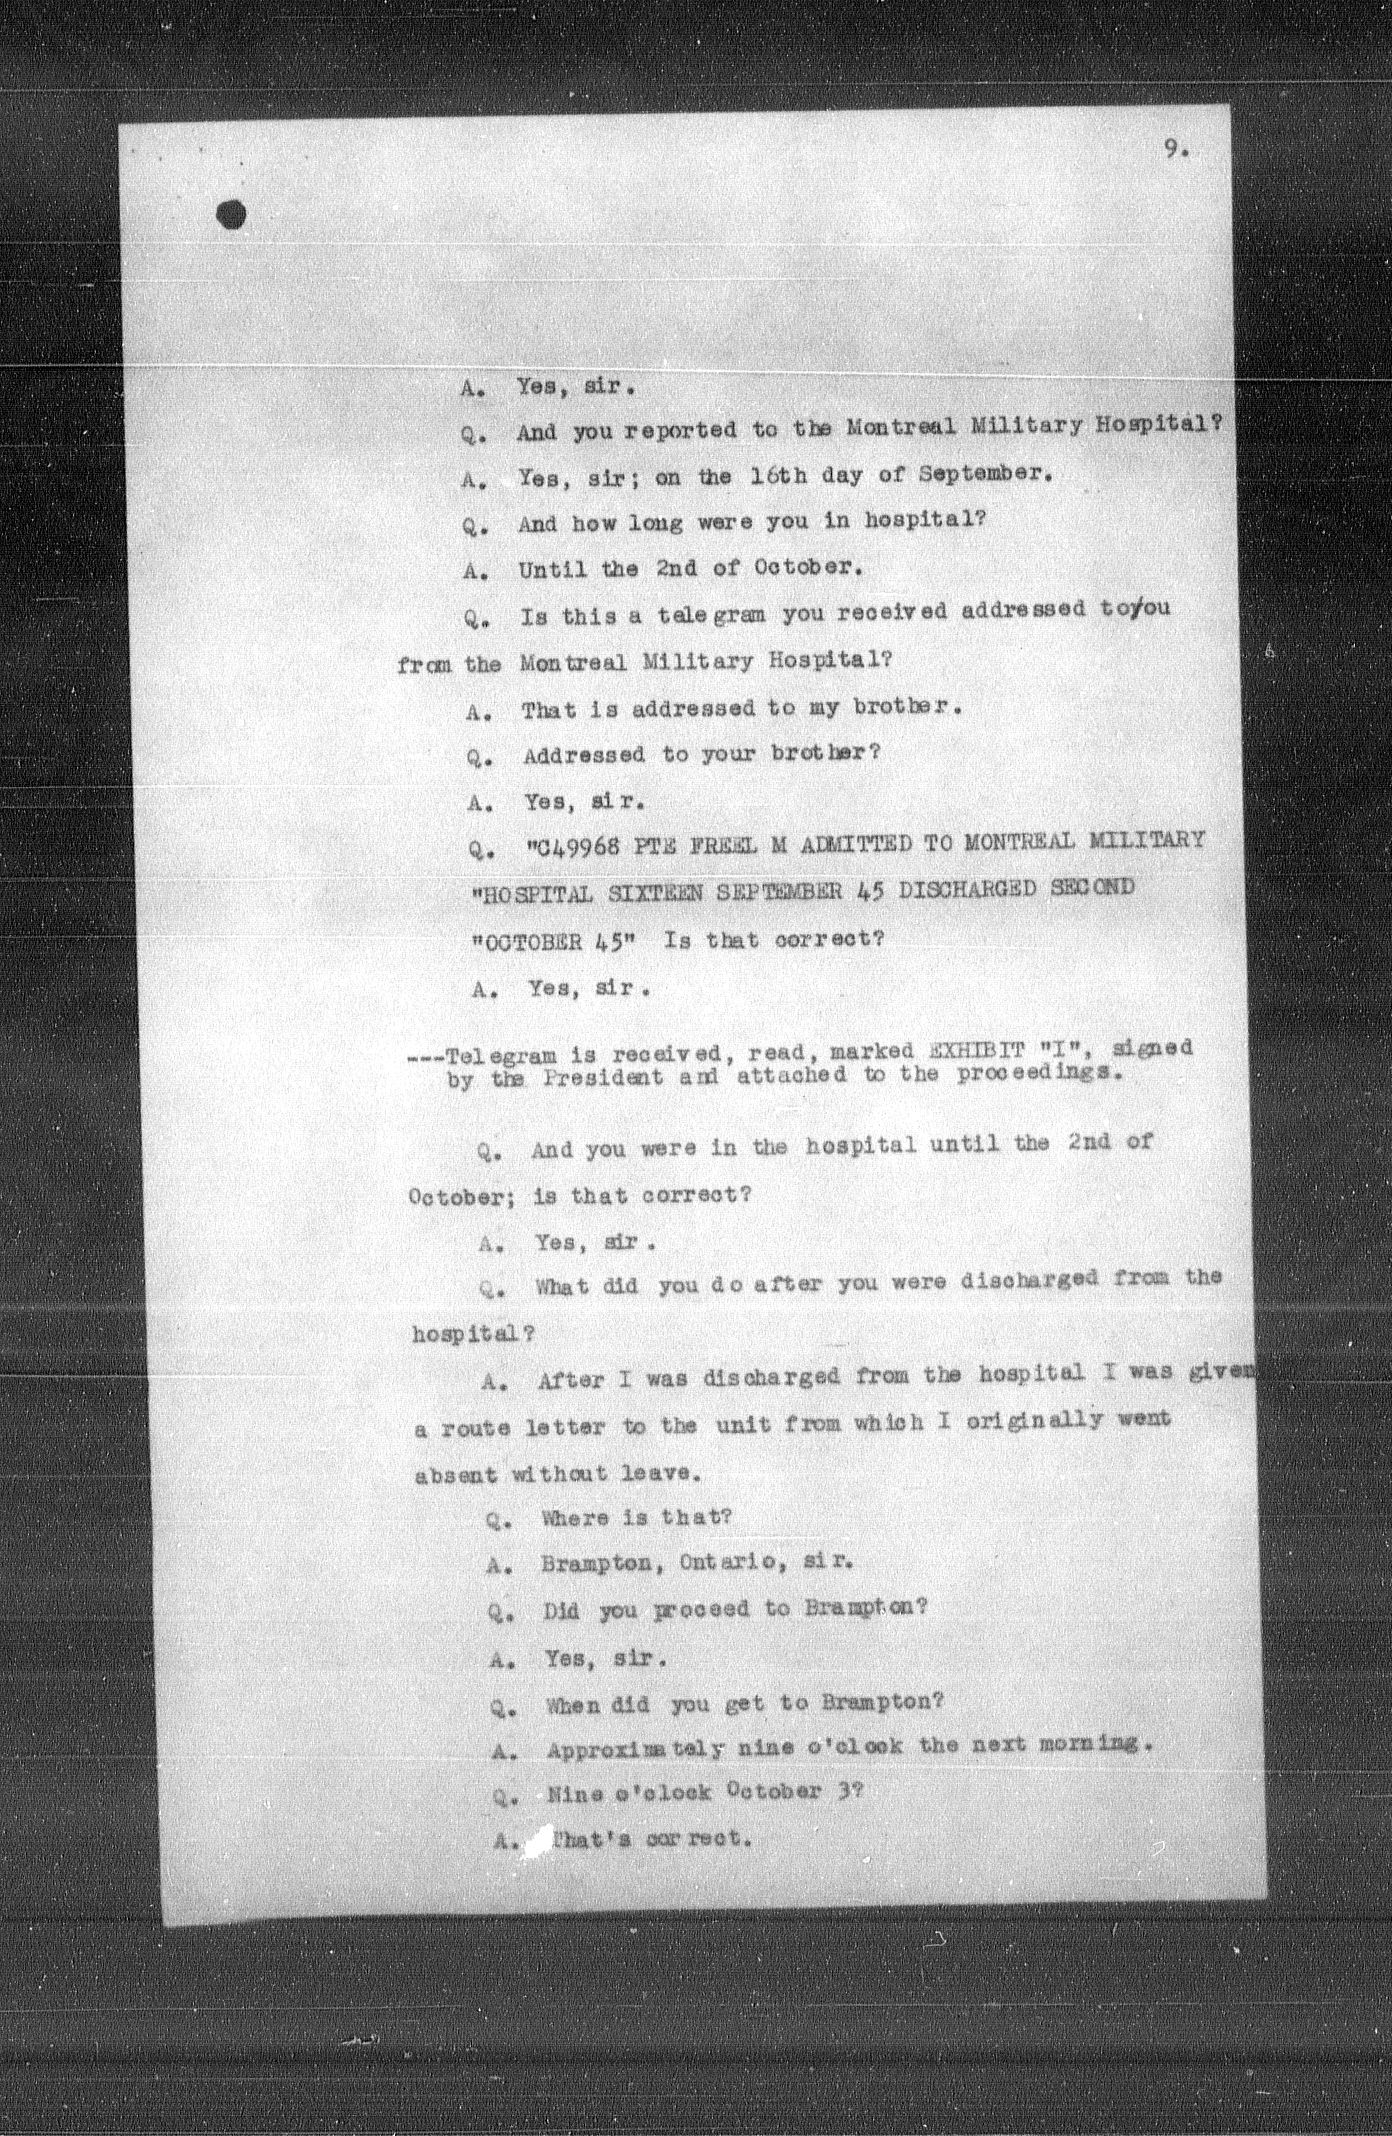 9.
A. Yes, sir.
Q. And you reported to the Montreal Military Hospital?
A. Yes, sir; on the 16th day of September.
Q. And how long were you in hospital?
A. Until the 2nd of October.
Q. Is this a telegram you received addressed to/you
from the Montreal Military Hospital?
A. That is addressed to my brother.
Q. Addressed to your brother?
A. Yes, sir.
Q. "C49968 PTE FREEL M ADMITTED TO MONTREAL MILITARY
"HOSPITAL SIXTEEN SEPTEMBER 45 DISCHARGED SECOND
"OCTOBER 45" Is that correct?
A. Yes, sir.
---Telegram is received, read, marked EXHIBIT "I", signed
by the President and attached to the proceedings.
Q. And you were in the hospital until the 2nd of
October; is that correct?
A. Yes, sir.
Q. What did you do after you were discharged from the
hospital?
A. After I was discharged from the hospital I was given
a route letter to the unit from which I originally went
absent without leave.
Q. Where is that?
A. Brampton, Ontario, sir.
Q. Did you proceed to Brampton?
A. Yes, sir.
Q. When did you get to Brampton?
A. Approximately nine o'clock the next morning.
Q. Nine o'clock October 3?
A. That's correct.